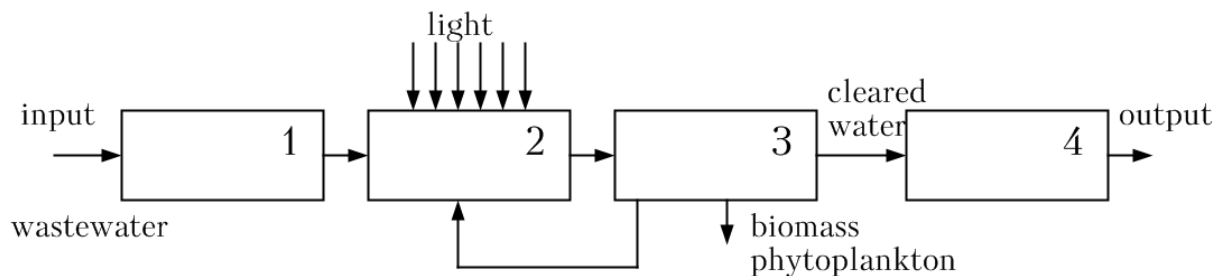 light
input
1
2
3
cleared
water
4
output
wastewater
biomass
phytoplankton